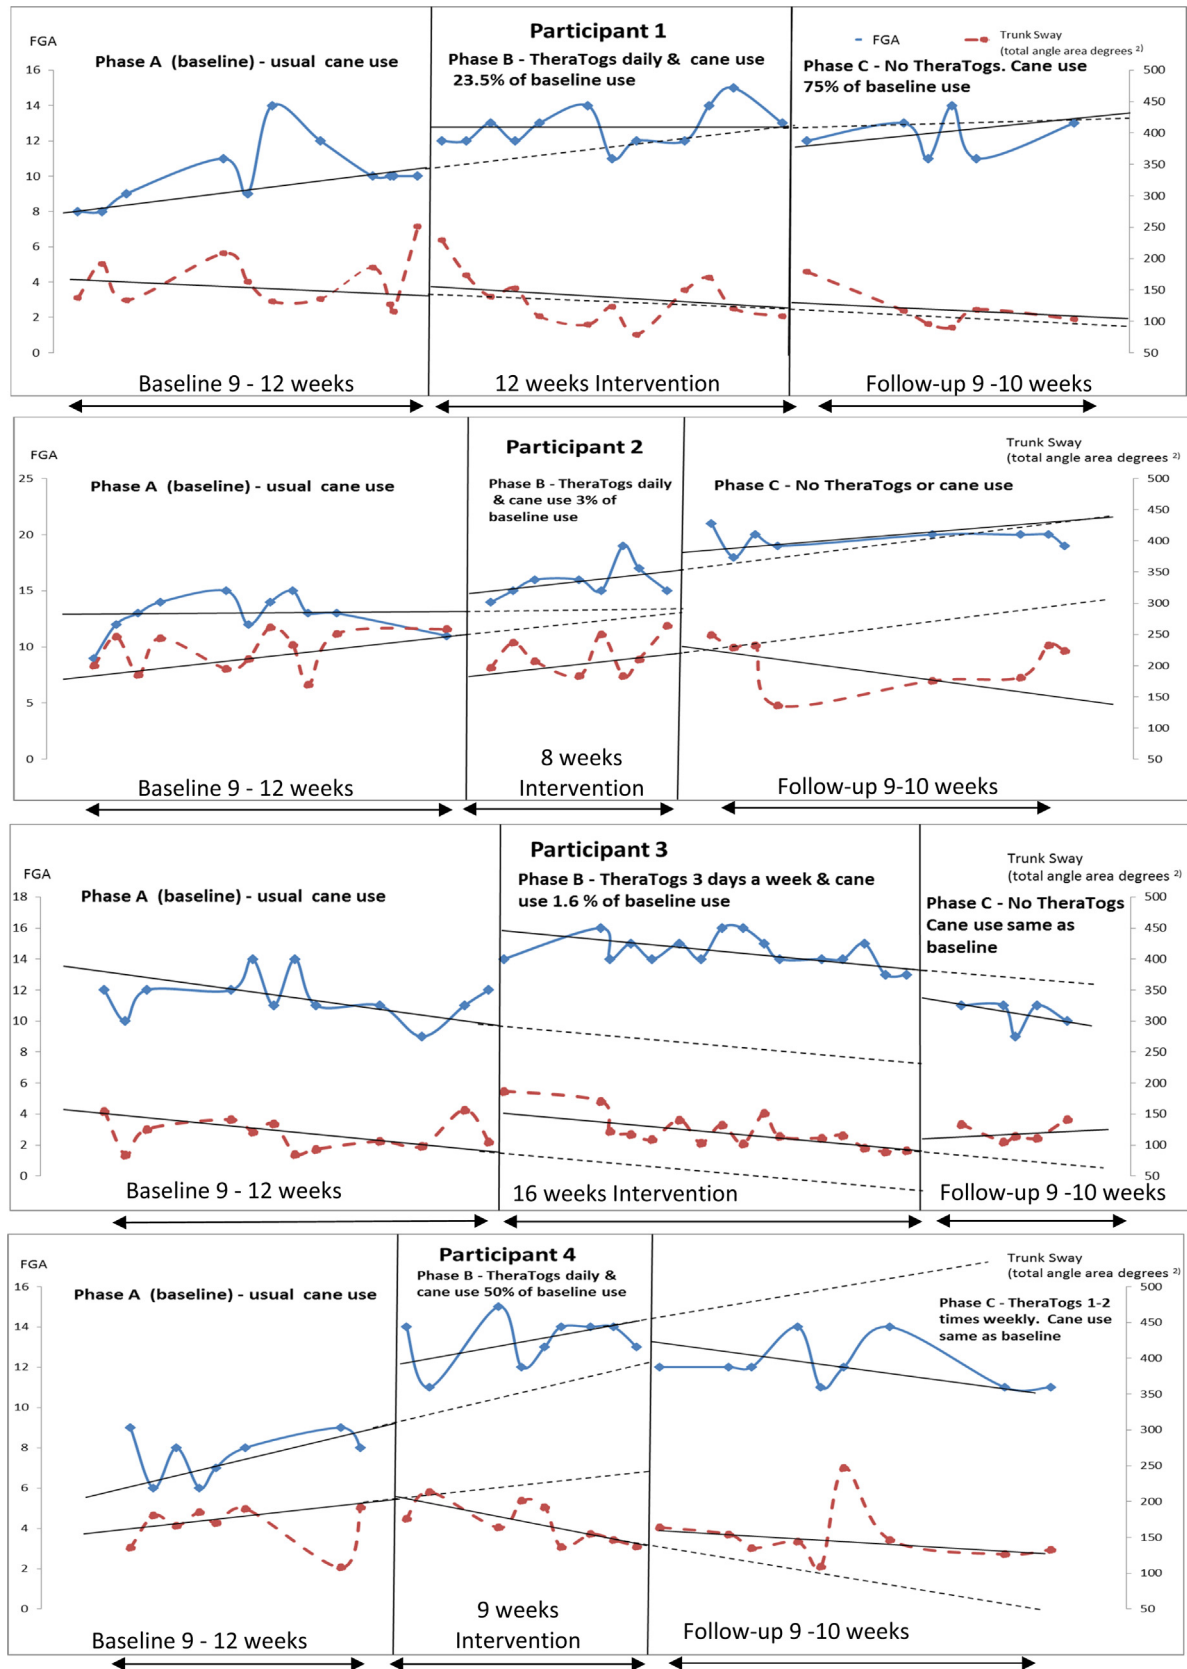 Participant 1
FGA
FGA
Trunk Sway
(total angle area degrees ²)
Phase A (baseline) - usual cane use
Phase B - TheraTogs daily & cane use
23.5% of baseline use
Phase C - No TheraTogs. Cane use
75% of baseline use
16
14
12
10
8
6
4
2
0
500
450
400
350
300
250
200
150
100
50
Baseline 9 - 12 weeks
12 weeks Intervention
Follow-up 9 -10 weeks
Participant 2
FGA
Trunk Sway
(total angle area degrees ²)
Phase A (baseline) - usual cane use
Phase B - TheraTogs daily
& cane use 3% of
baseline use
Phase C - No TheraTogs or cane use
25
20
15
10
5
0
500
450
400
350
300
250
200
150
100
50
Baseline 9 - 12 weeks
8 weeks
Intervention
Follow-up 9-10 weeks
Participant 3
FGA
Trunk Sway
(total angle area degrees ²)
Phase A (baseline) - usual cane use
Phase B - TheraTogs 3 days a week & cane
use 1.6 % of baseline use
Phase C - No TheraTogs
Cane use same as
baseline
18
16
14
12
10
8
6
4
2
0
500
450
400
350
300
250
200
150
100
50
Baseline 9 - 12 weeks
16 weeks Intervention
Follow-up 9 -10 weeks
Participant 4
FGA
Trunk Sway
(total angle area degrees ²)
Phase A (baseline) - usual cane use
Phase B - TheraTogs daily &
cane use 50% of baseline use
Phase C - TheraTogs 1-2
times weekly. Cane use
same as baseline
16
14
12
10
8
6
4
2
0
500
450
400
350
300
250
200
150
100
50
Baseline 9 - 12 weeks
9 weeks
Intervention
Follow-up 9 -10 weeks